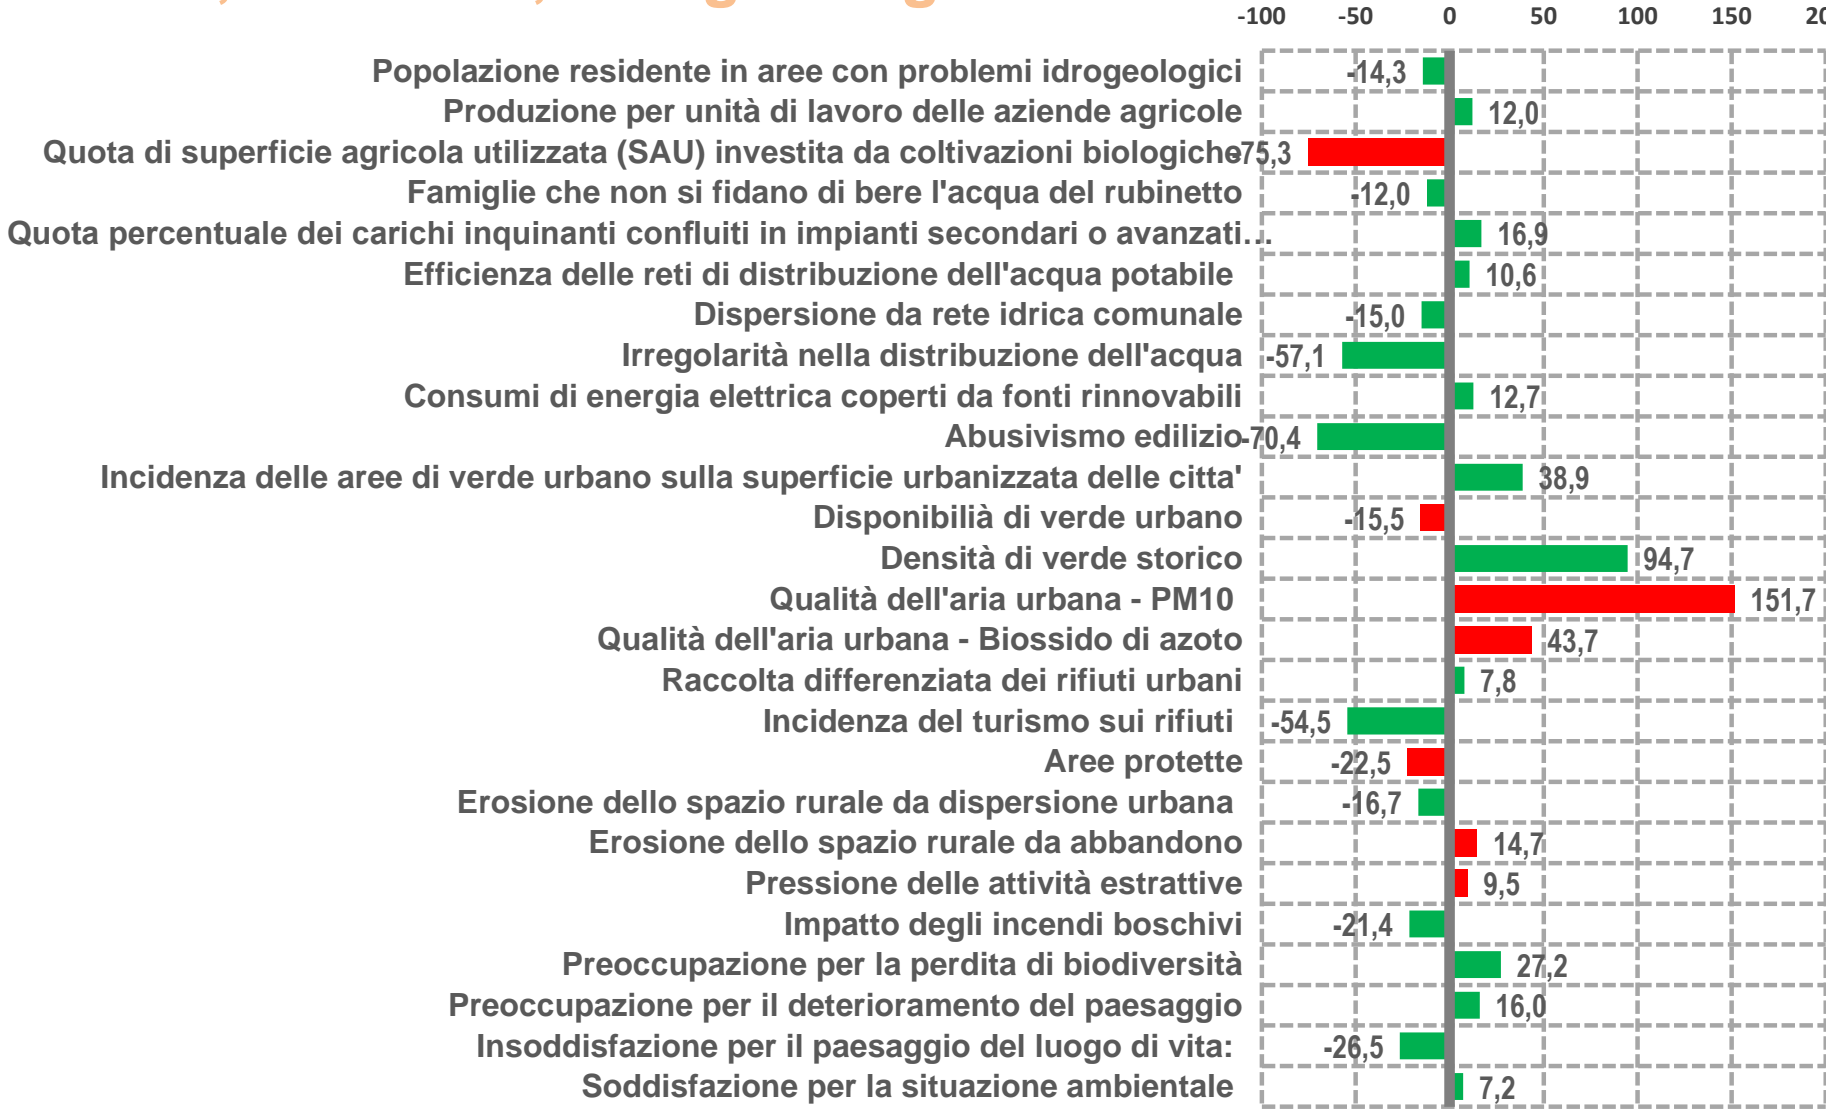 -100 -50 0 50 100 150
Popolazione residente in aree con problemi idrogeologici -14,3
Produzione per unità di lavoro delle aziende agricole 12,0
Quota di superficie agricola utilizzata (SAU) investita da coltivazioni biologiche -75,3
Famiglie che non si fidano di bere l'acqua del rubinetto -12,0
Quota percentuale dei carichi inquinanti confluiti in impianti secondari o avanzati… 16,9
Efficienza delle reti di distribuzione dell'acqua potabile 10,6
Dispersione da rete idrica comunale -15,0
Irregolarità nella distribuzione dell'acqua -57,1
Consumi di energia elettrica coperti da fonti rinnovabili 12,7
Abusivismo edilizio -70,4
Incidenza delle aree di verde urbano sulla superficie urbanizzata delle citta' 38,9
Disponibilià di verde urbano -15,5
Densità di verde storico 94,7
Qualità dell'aria urbana - PM10 151,7
Qualità dell'aria urbana - Biossido di azoto 43,7
Raccolta differenziata dei rifiuti urbani 7,8
Incidenza del turismo sui rifiuti -54,5
Aree protette -22,5
Erosione dello spazio rurale da dispersione urbana -16,7
Erosione dello spazio rurale da abbandono 14,7
Pressione delle attività estrattive 9,5
Impatto degli incendi boschivi -21,4
Preoccupazione per la perdita di biodiversità 27,2
Preoccupazione per il deterioramento del paesaggio 16,0
Insoddisfazione per il paesaggio del luogo di vita: -26,5
Soddisfazione per la situazione ambientale 7,2